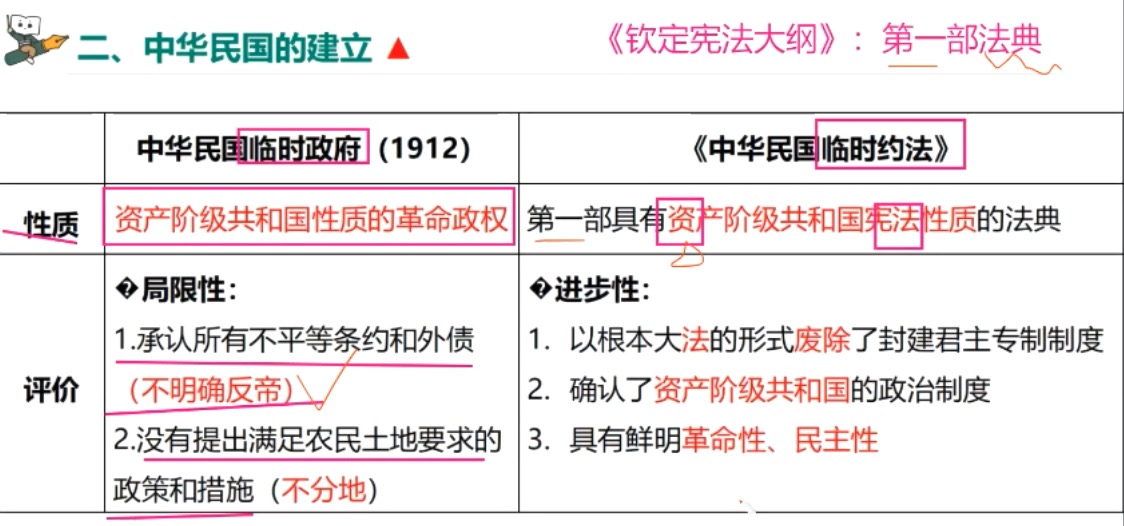 二、中华民国的建立
《钦定宪法大纲》：第一部法典
中华民国临时政府（1912）
《中华民国临时约法》
性质
资产阶级共和国性质的革命政权
第一部具有资产阶级共和国宪法性质的法典
评价
�局限性：
1.承认所有不平等条约和外债
（不明确反帝）
2.没有提出满足农民土地要求的
政策和措施（不分地）
�进步性：
1. 以根本大法的形式废除了封建君主专制制度
2. 确认了资产阶级共和国的政治制度
3. 具有鲜明革命性、民主性